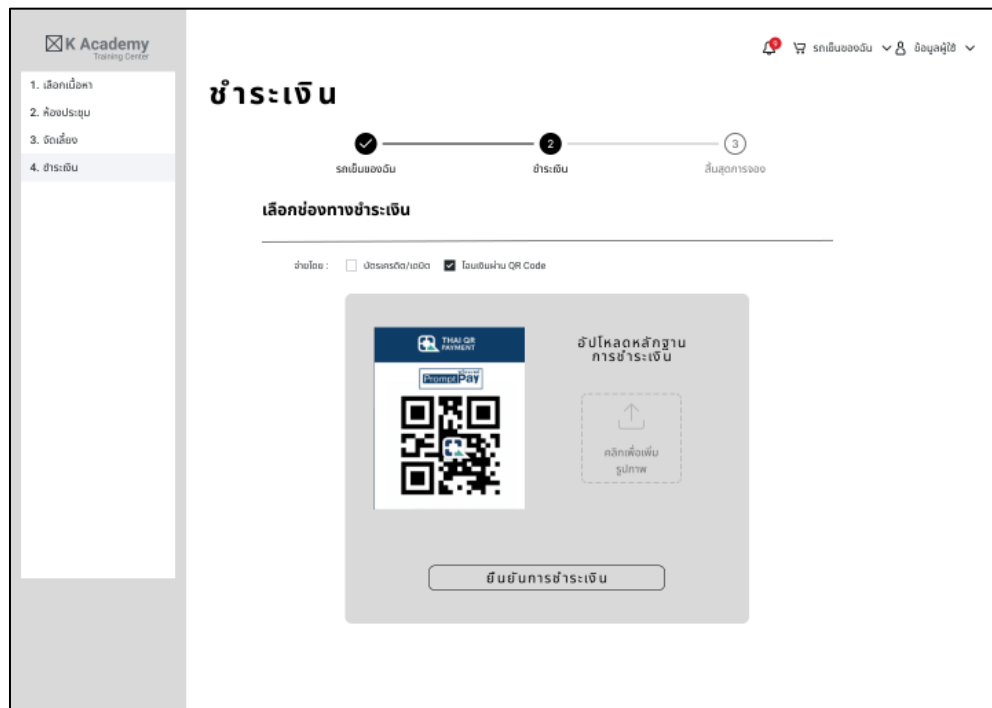 K Academy
Training Center
9
รถเข็นของฉัน
ข้อมูลผู้ใช้
1. เลือกเนื้อหา
2. ห้องประชุม
3. จัดเลี้ยง
4. ชำระเงิน
ชำระเงิน
2
3
รถเข็นของฉัน
ชำระเงิน
สิ้นสุดการจอง
เลือกช่องทางชำระเงิน
จ่ายโดย : บัตรเครดิต/เดบิต โอนเงินผ่าน QR Code
THAI QR
PAYMENT
พร้อมเพย์
PromptPay
อัปโหลดหลักฐาน
การชำระเงิน
คลิกเพื่อเพิ่ม
รูปภาพ
ยืนยันการชำระเงิน